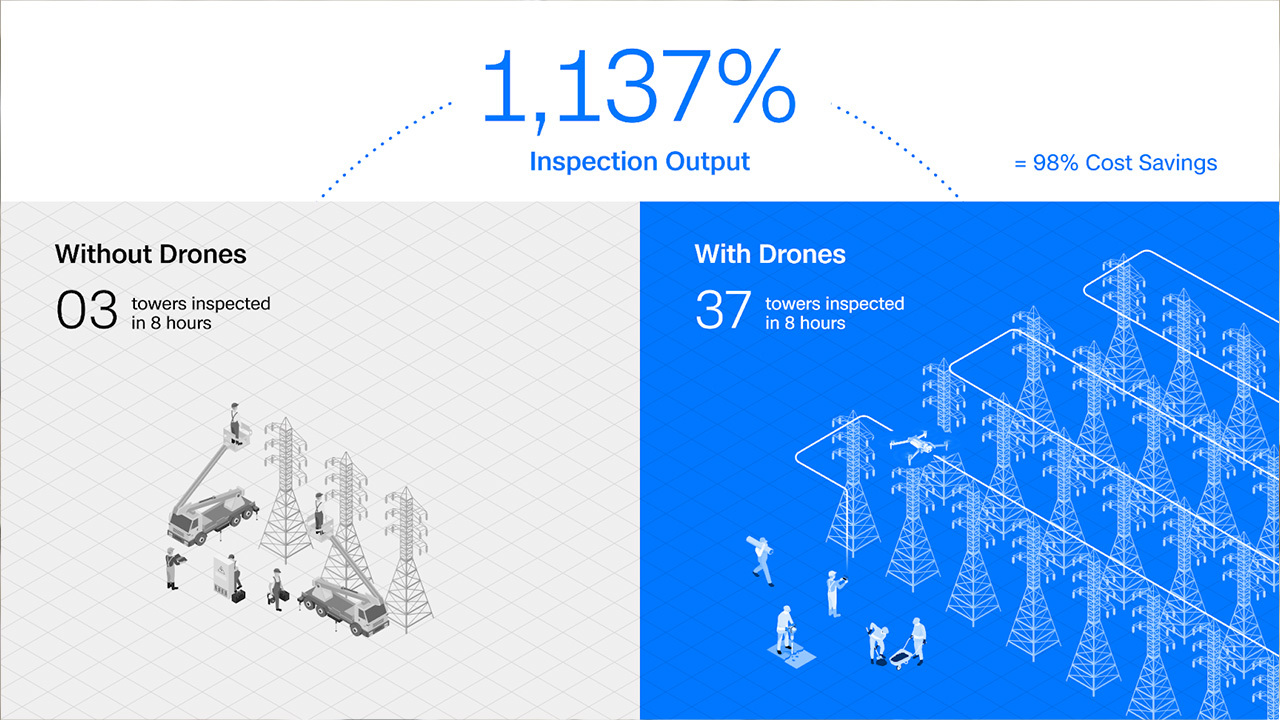 1,137%
Inspection Output
= 98% Cost Savings
Without Drones
03 towers inspected
in 8 hours
With Drones
37 towers inspected
in 8 hours